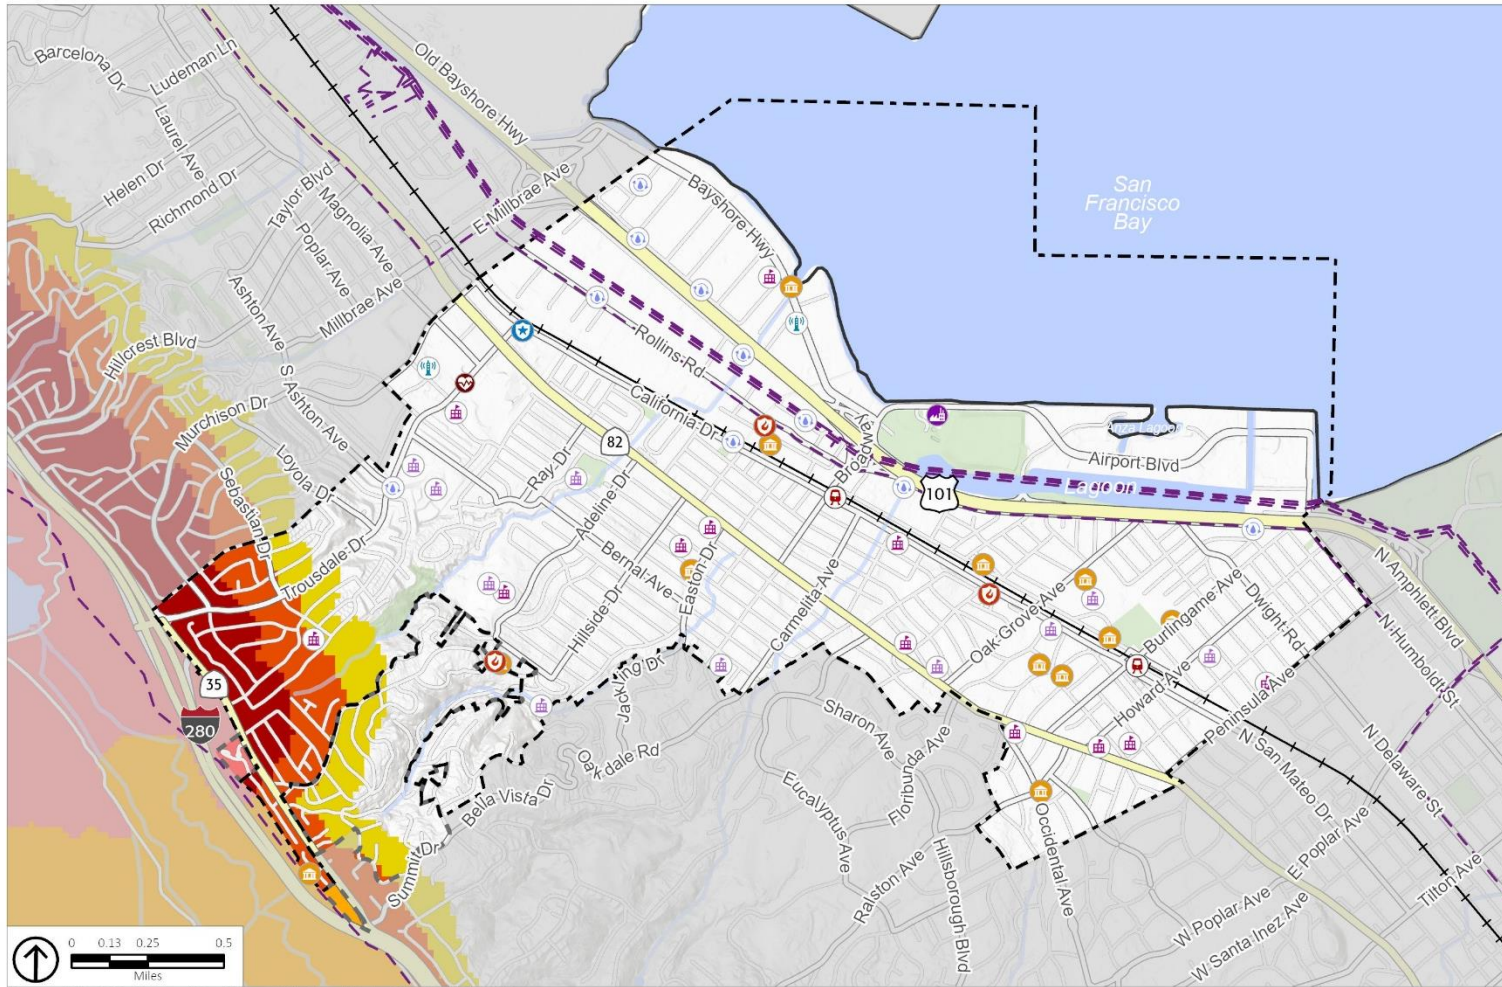 Barcelona Dr
Ludeman Ln
Old Bayshore Hwy
Laurel Ave
Helen Dr
Richmond Dr
Taylor Blvd
Magnolia Ave
Poplar Ave
E Millbrae Ave
Bayshore Hwy
San
Francisco
Bay
Ashton Ave
Millbrae Ave
Hillcrest Blvd
S Ashton Ave
Murchison Dr
Rollins Rd
California Dr
82
Broadway
Anza Lagoon
Airport Blvd
Lagoon
101
Loyola Dr
Sebastian Dr
Trousdale Dr
Ray Dr
Adeline Dr
Bernal Ave
Easton Dr
Hillside Dr
Carmelita Ave
Oak Grove Ave
Burlingame Ave
Dwight Rd
N Amphlett Blvd
N Humboldt St
Howard Ave
Peninsula Ave
35
280
Jackling Dr
Oakdale Rd
Sharon Ave
Floribunda Ave
Eucalyptus Ave
Bella Vista Dr
Summit Dr
N San Mateo Dr
N Delaware St
Occidental Ave
Ralston Ave
Hillsborough Blvd
E Poplar Ave
Tilton Ave
W Poplar Ave
W Santa Inez Ave
0 0.13 0.25 0.5
Miles